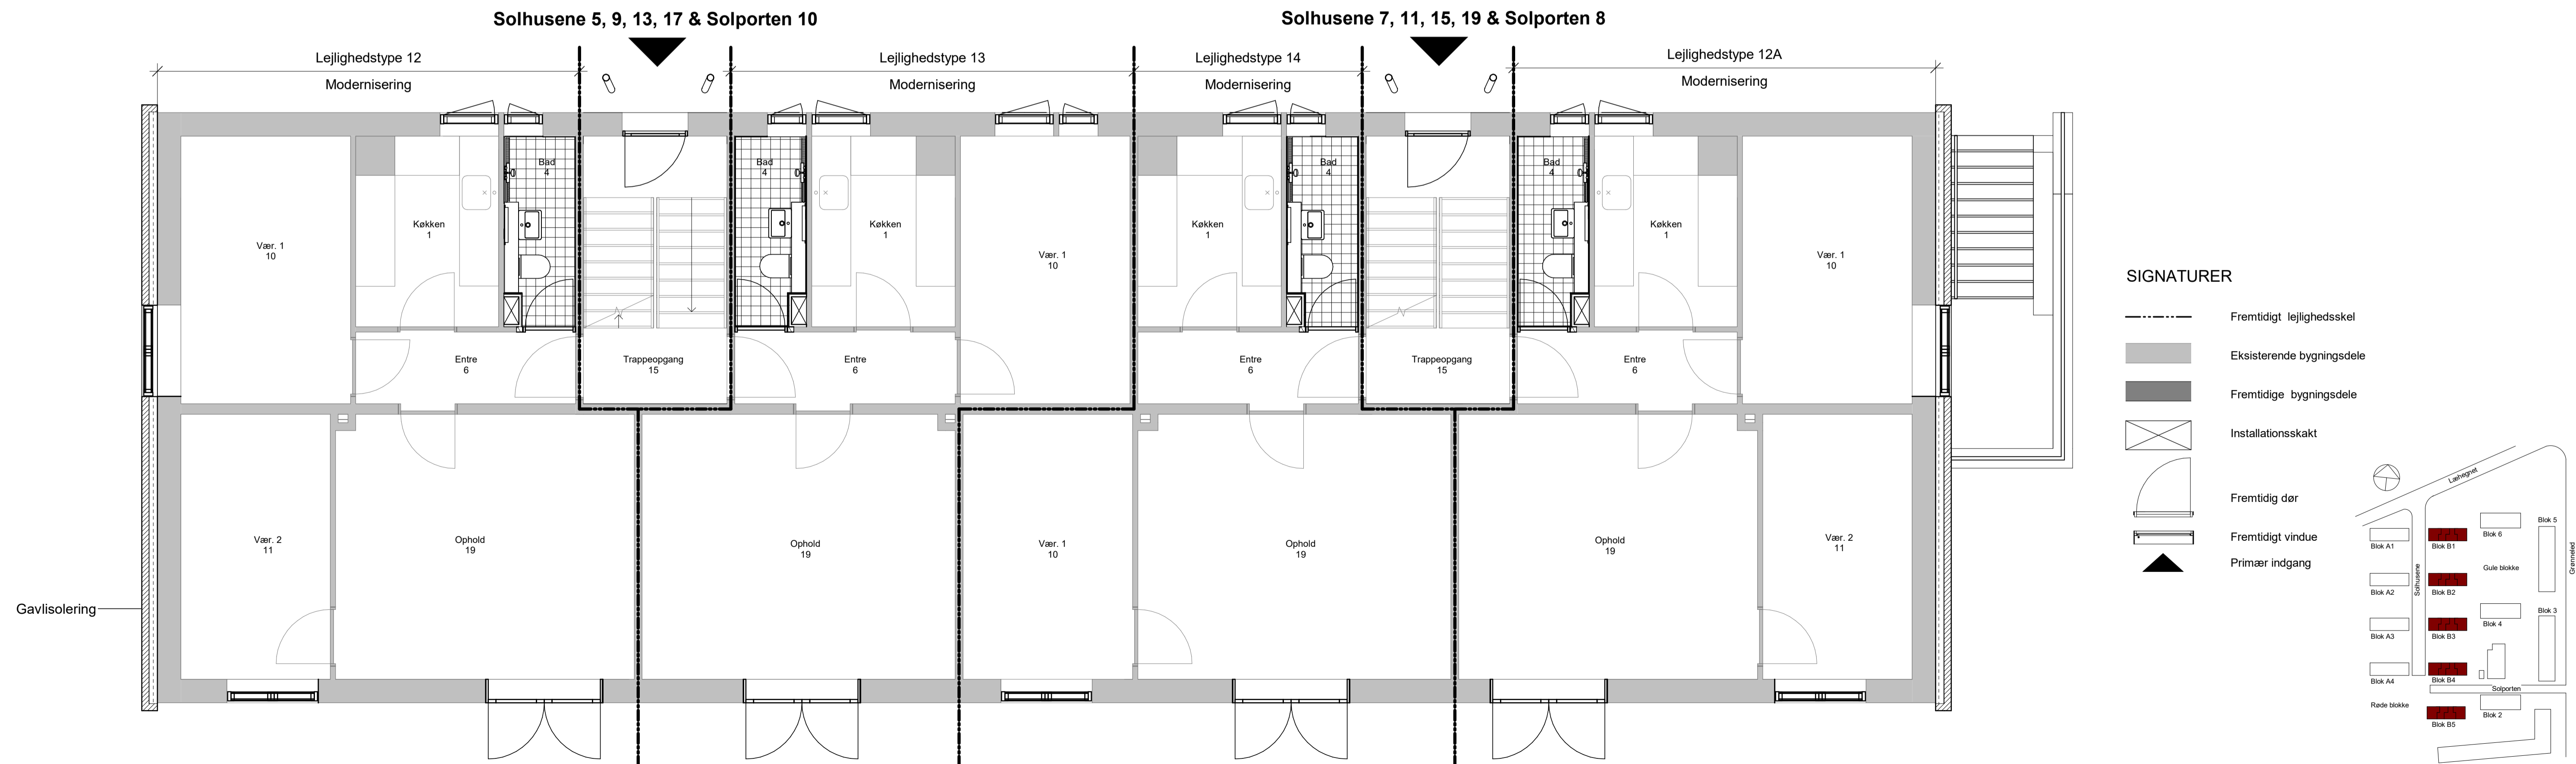 Solhusene 5, 9, 13, 17 & Solporten 10
Solhusene 7, 11, 15, 19 & Solporten 8
Lejlighedstype 12
Modernisering
Lejlighedstype 13
Modernisering
Lejlighedstype 14
Modernisering
Lejlighedstype 12A
Modernisering
Vær. 1
10
Køkken
1
Bad
4
Bad
4
Køkken
1
Vær. 1
10
Køkken
1
Bad
4
Bad
4
Køkken
1
Vær. 1
10
Entre
6
Trappeopgang
15
Entre
6
Entre
6
Trappeopgang
15
Entre
6
Vær. 2
11
Ophold
19
Ophold
19
Vær. 1
10
Ophold
19
Ophold
19
Vær. 2
11
Gavlisolering
SIGNATURER
Fremtidigt lejlighedsskel
Eksisterende bygningsdele
Fremtidige bygningsdele
Installationsskakt
Fremtidig dør
Fremtidigt vindue
Primær indgang
Læhegnet
Blok A1
Blok B1
Blok 6
Blok 5
Grønneled
Solhusene
Gule blokke
Blok A2
Blok B2
Blok 3
Blok A3
Blok B3
Blok 4
Blok A4
Blok B4
Solporten
Røde blokke
Blok B5
Blok 2